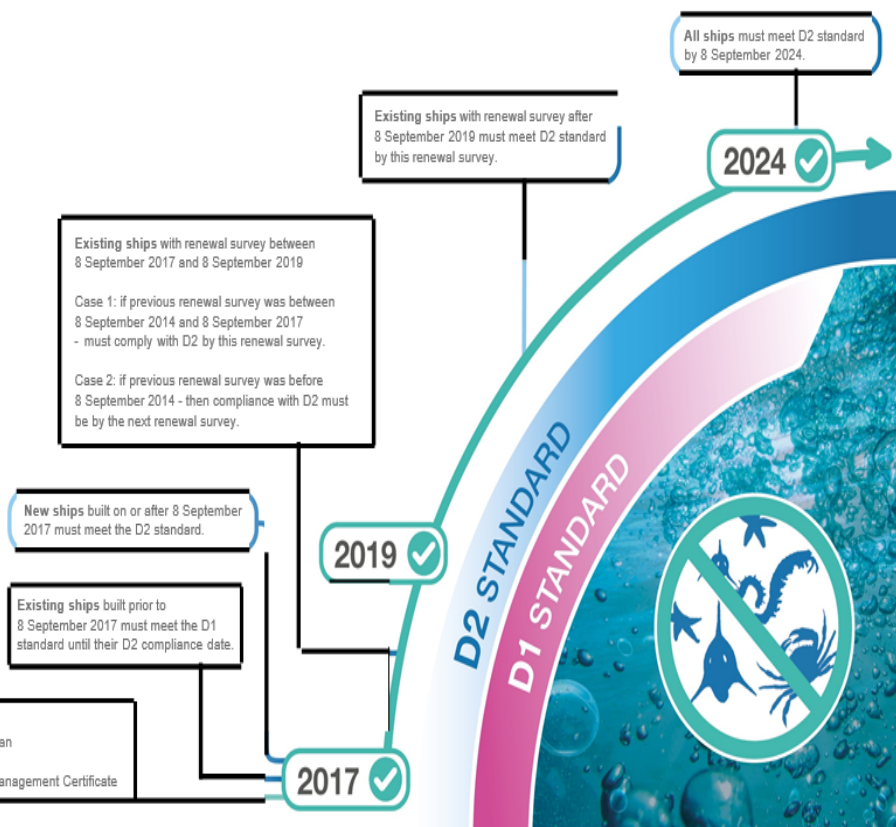 All ships must meet D2 standard
by 8 September 2024.
Existing ships with renewal survey after
8 September 2019 must meet D2 standard
by this renewal survey.
2024
Existing ships with renewal survey between
8 September 2017 and 8 September 2019
Case 1: if previous renewal survey was between
8 September 2014 and 8 September 2017
- must comply with D2 by this renewal survey.
Case 2: if previous renewal survey was before
8 September 2014 - then compliance with D2 must
be by the next renewal survey.
New ships built on or after 8 September
2017 must meet the D2 standard.
2019
D2 STANDARD
D1 STANDARD
Existing ships built prior to
8 September 2017 must meet the D1
standard until their D2 compliance date.
an
anagement Certificate
2017